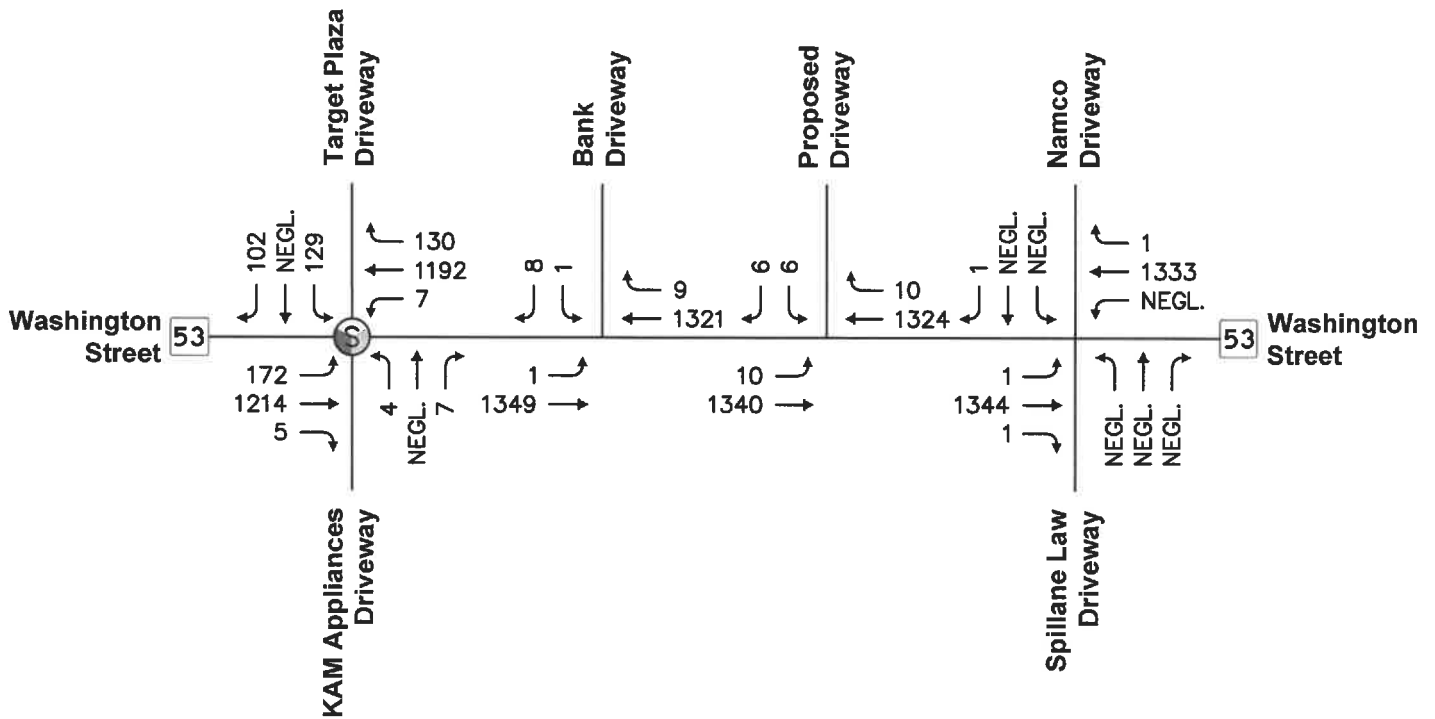 Target Plaza
Driveway
Bank
Driveway
Proposed
Driveway
Namco
Driveway
102
NEGL.
129
130
1192
7
8
1
9
1321
6
6
10
1324
1
NEGL.
NEGL.
1
1333
NEGL.
Washington
Street
53
S
53
Washington
Street
172
1214
5
4
NEGL.
7
1
1349
10
1340
1
1344
1
NEGL.
NEGL.
NEGL.
KAM Appliances
Driveway
Spillane Law
Driveway